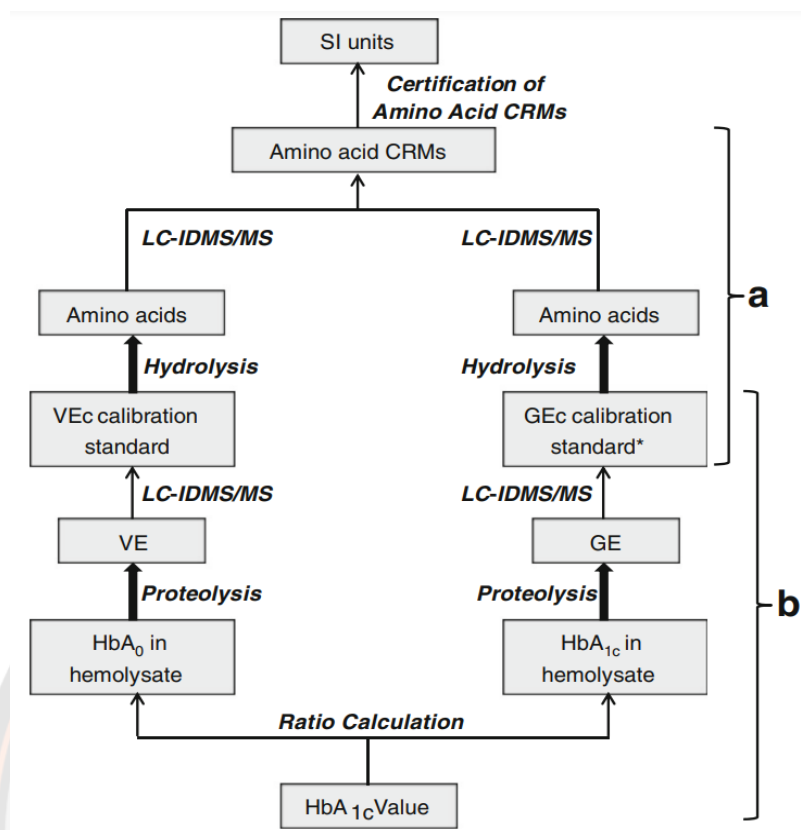 SI units
Certification of
Amino Acid CRMs
Amino acid CRMs
LC-IDMS/MS LC-IDMS/MS
a
Amino acids Amino acids
Hydrolysis Hydrolysis
VEc calibration GEc calibration
standard standard*
LC-IDMS/MS LC-IDMS/MS
VE GE
b
Proteolysis Proteolysis
HbA₀ in HbA₁c in
hemolysate hemolysate
Ratio Calculation
HbA 1cValue